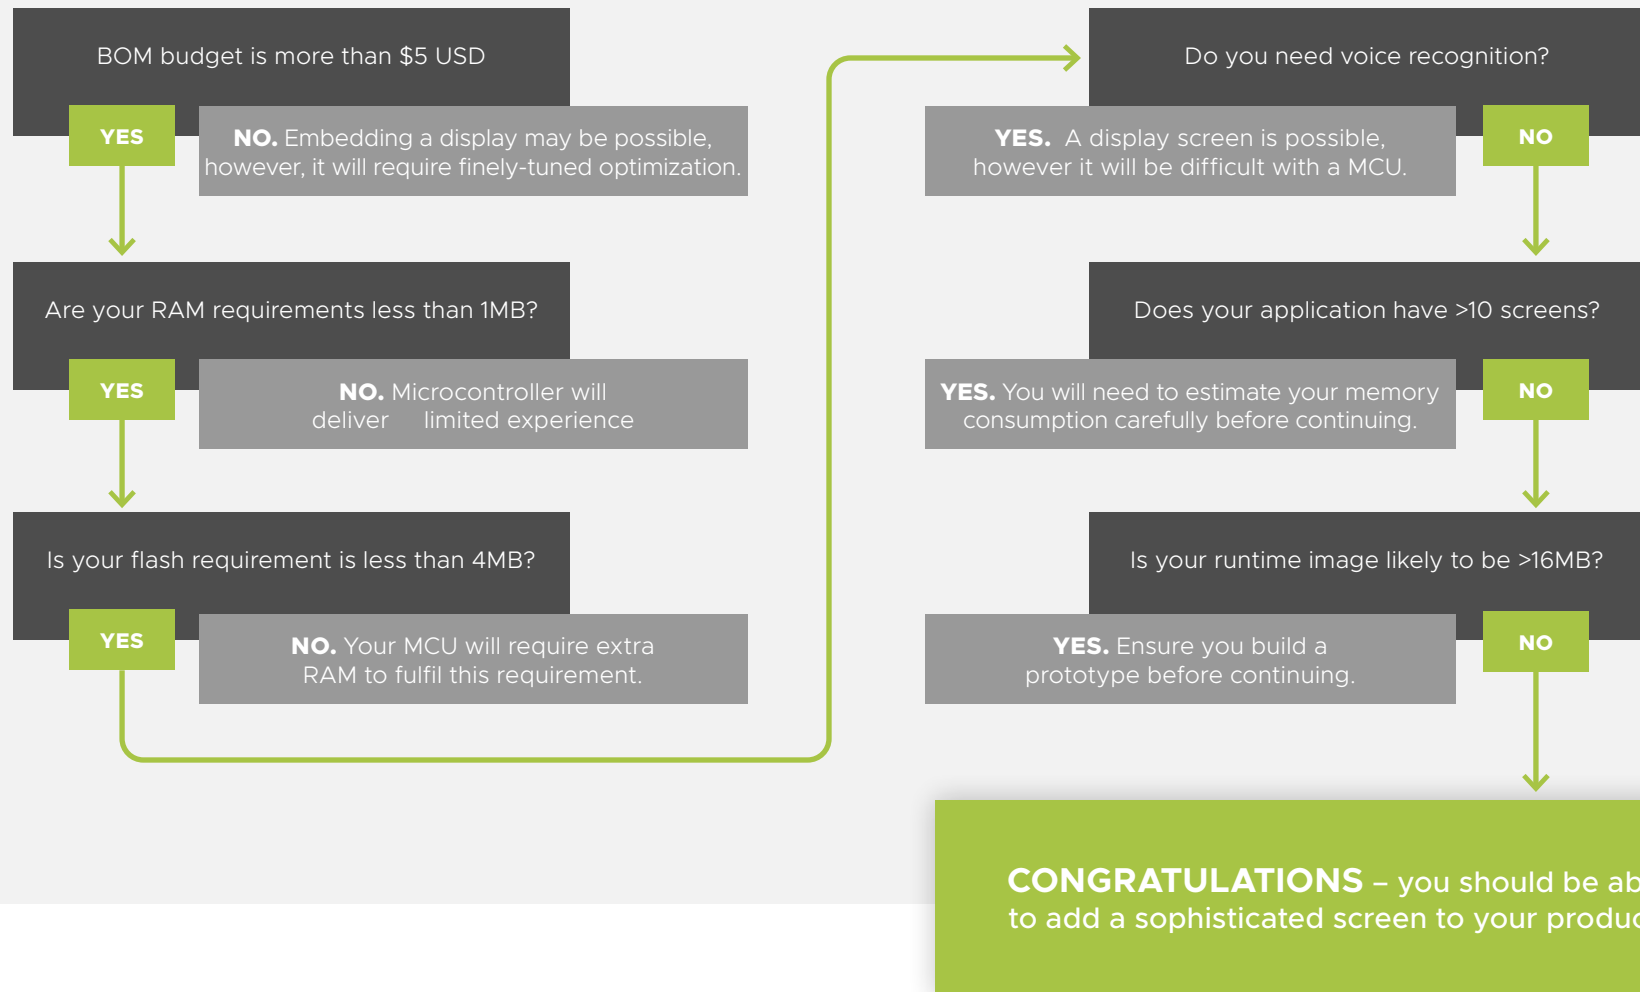 BOM budget is more than $5 USD
YES
NO. Embedding a display may be possible,
however, it will require finely-tuned optimization.
Are your RAM requirements less than 1MB?
YES
NO. Microcontroller will
deliver limited experience
Is your flash requirement is less than 4MB?
YES
NO. Your MCU will require extra
RAM to fulfil this requirement.
Do you need voice recognition?
YES. A display screen is possible,
however it will be difficult with a MCU.
NO
Does your application have >10 screens?
YES. You will need to estimate your memory
consumption carefully before continuing.
NO
Is your runtime image likely to be >16MB?
YES. Ensure you build a
prototype before continuing.
NO
CONGRATULATIONS – you should be
to add a sophisticated screen to your